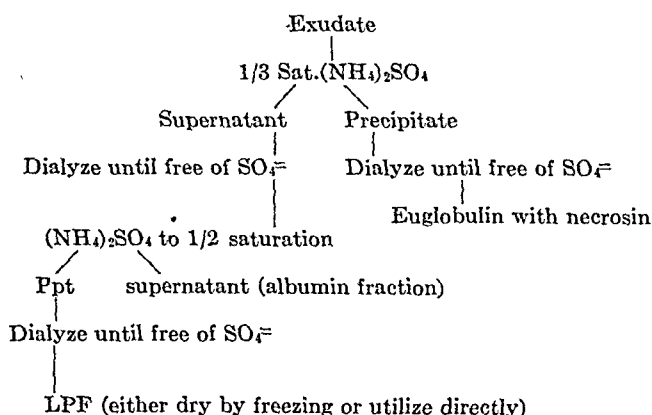 Exudate
1/3 Sat.(NH₄)₂SO₄
Supernatant Precipitate
Dialyze until free of SO₄= Dialyze until free of SO₄=
Euglobulin with necrosin
(NH₄)₂SO₄ to 1/2 saturation
Ppt supernatant (albumin fraction)
Dialyze until free of SO₄=
LPF (either dry by freezing or utilize directly)